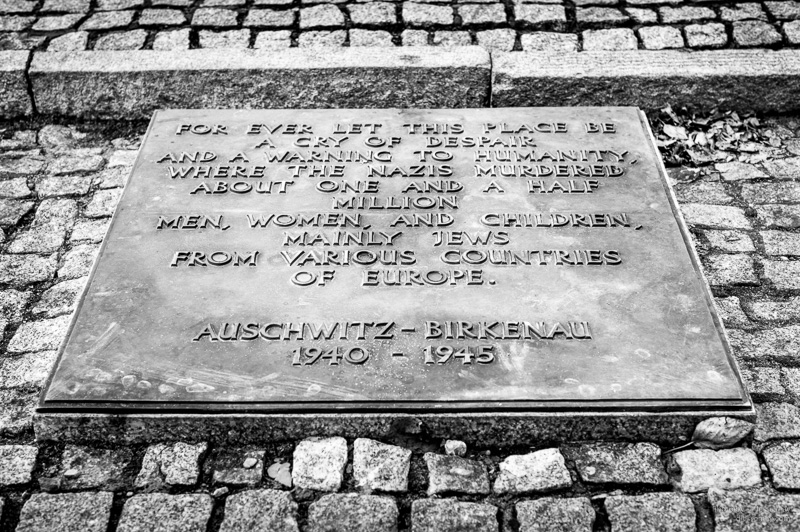 FOR EVER LET THIS PLACE BE
A CRY OF DESPAIR
AND A WARNING TO HUMANITY,
WHERE THE NAZIS MURDERED
ABOUT ONE AND A HALF
MILLION
MEN, WOMEN, AND CHILDREN,
MAINLY JEWS
FROM VARIOUS COUNTRIES
OF EUROPE.
AUSCHWITZ - BIRKENAU
1940 - 1945